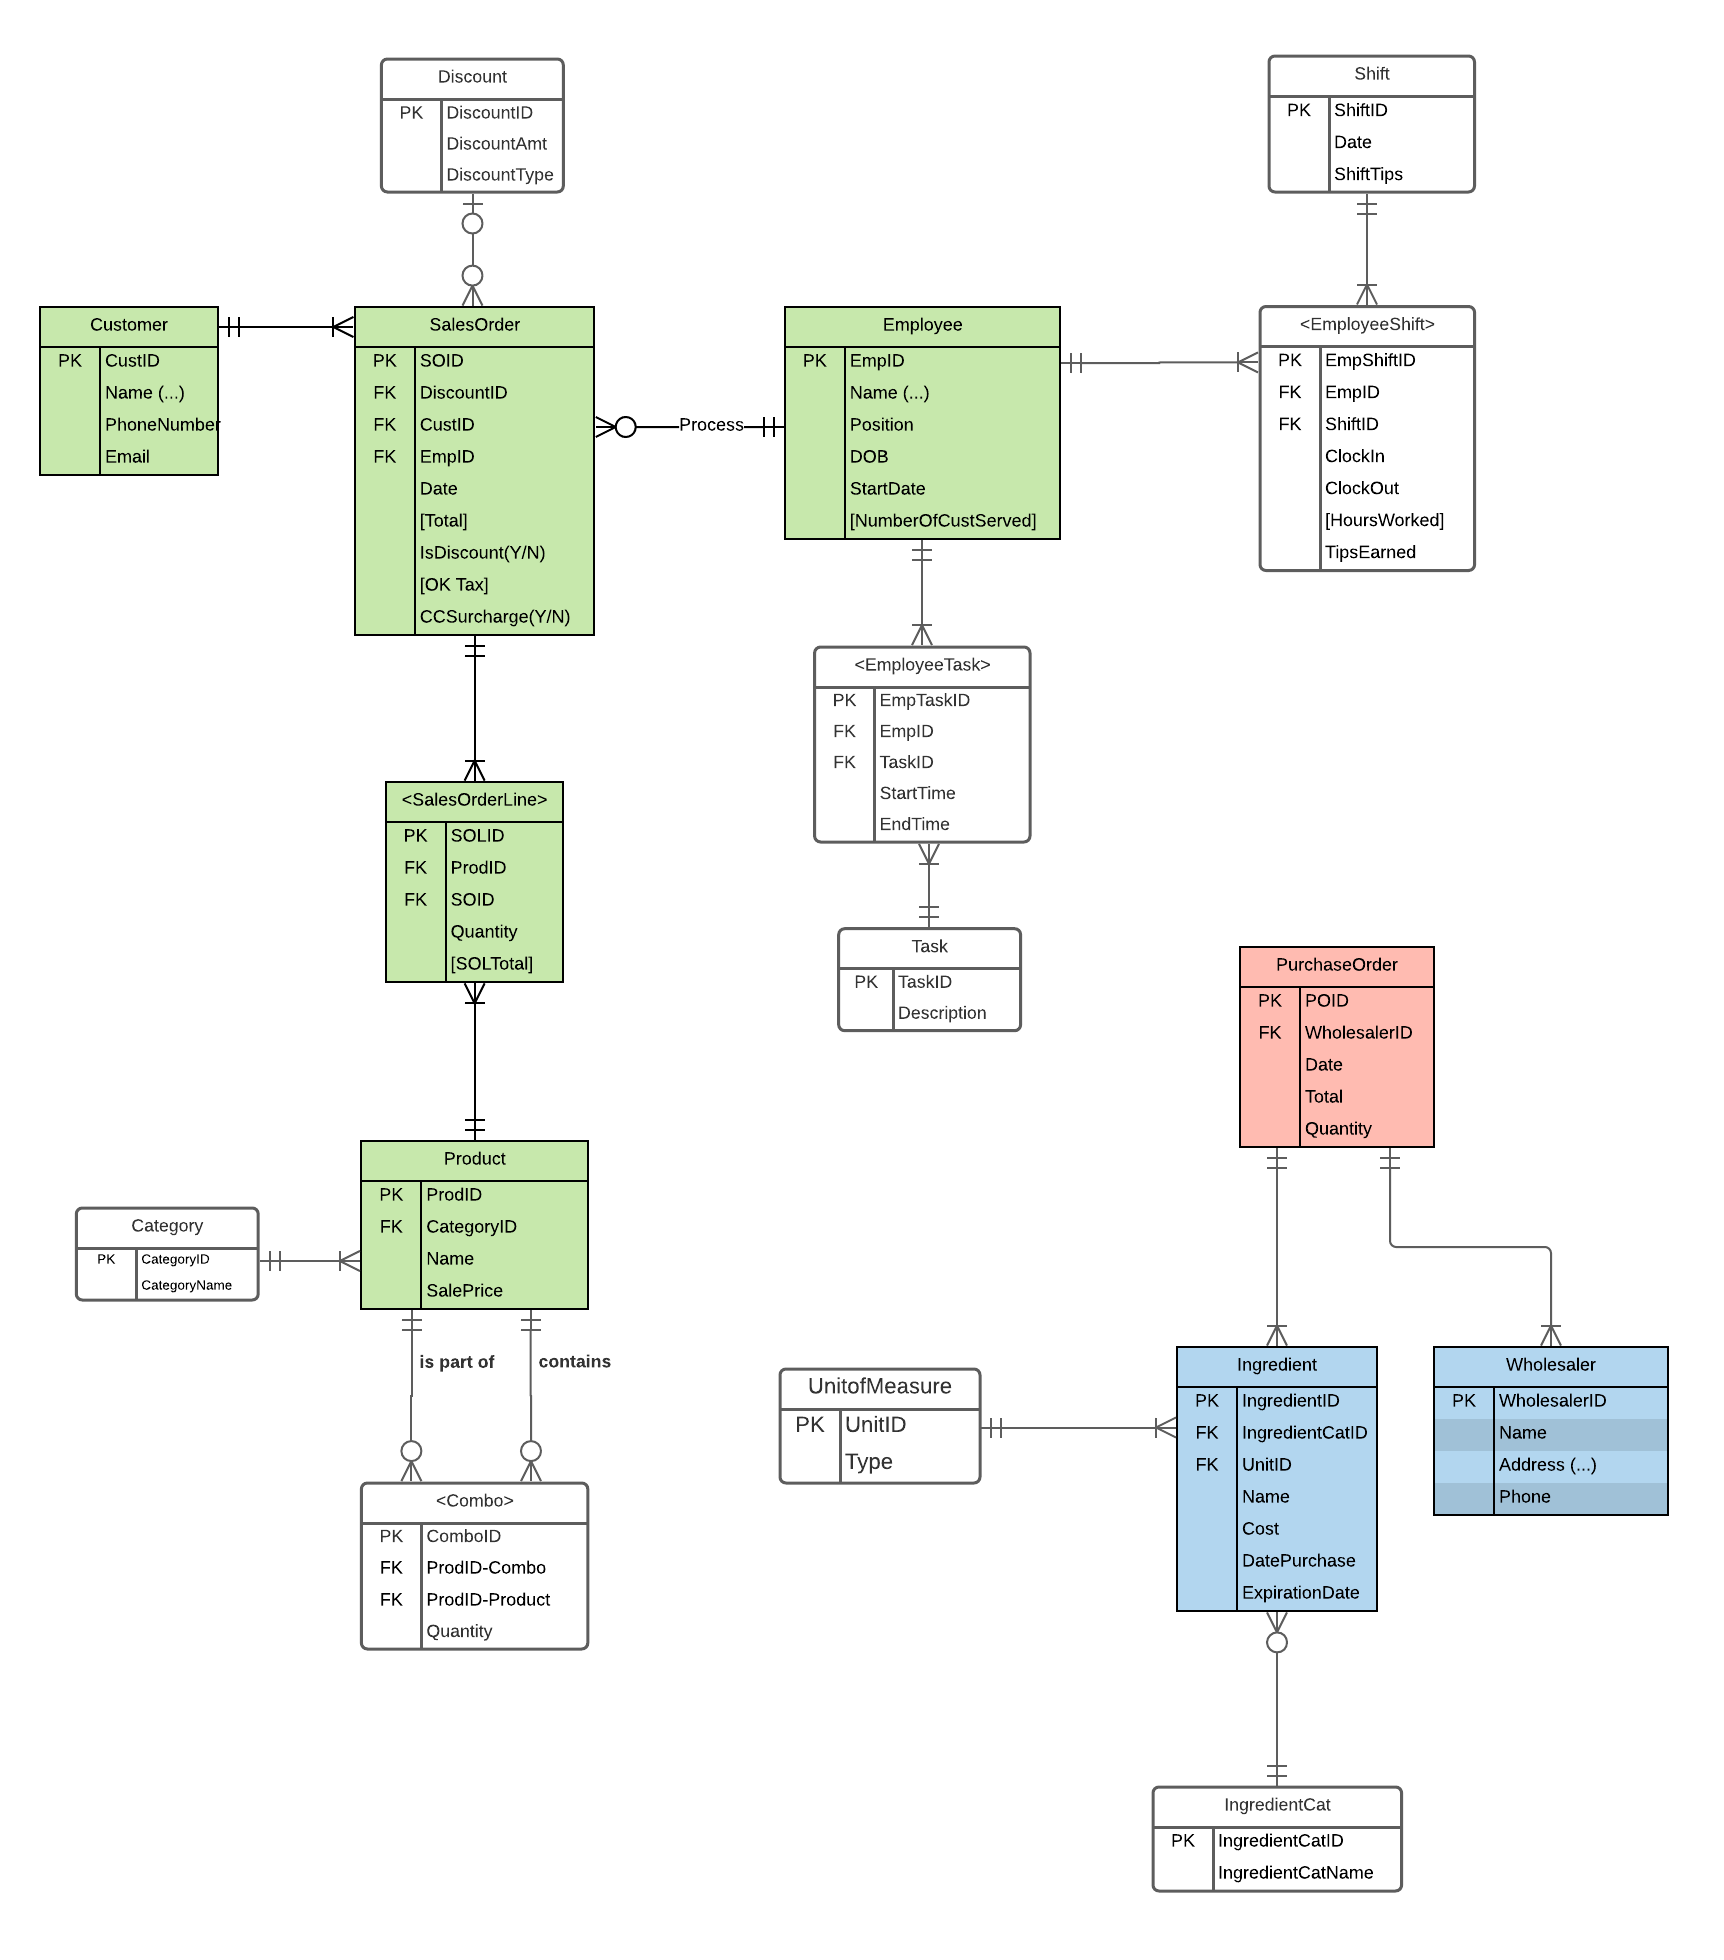 Discount
PK DiscountID
DiscountAmt
DiscountType
Shift
PK ShiftID
Date
ShiftTips
Customer
PK CustID
Name (...)
PhoneNumber
Email
SalesOrder
PK SOID
FK DiscountID
FK CustID
FK EmpID
Date
[Total]
IsDiscount(Y/N)
[OK Tax]
CCSurcharge(Y/N)
Process
Employee
PK EmpID
Name (...)
Position
DOB
StartDate
[NumberOfCustServed]
<EmployeeShift>
PK EmpShiftID
FK EmpID
FK ShiftID
ClockIn
ClockOut
[HoursWorked]
TipsEarned
<EmployeeTask>
PK EmpTaskID
FK EmpID
FK TaskID
StartTime
EndTime
<SalesOrderLine>
PK SOLID
FK ProdID
FK SOID
Quantity
[SOLTotal]
Task
PK TaskID
Description
PurchaseOrder
PK POID
FK WholesalerID
Date
Total
Quantity
Product
PK ProdID
FK CategoryID
Name
SalePrice
Category
PK CategoryID
CategoryName
is part of
contains
UnitofMeasure
PK UnitID
Type
Ingredient
PK IngredientID
FK IngredientCatID
FK UnitID
Name
Cost
DatePurchase
ExpirationDate
Wholesaler
PK WholesalerID
Name
Address (...)
Phone
<Combo>
PK ComboID
FK ProdID-Combo
FK ProdID-Product
Quantity
IngredientCat
PK IngredientCatID
IngredientCatName